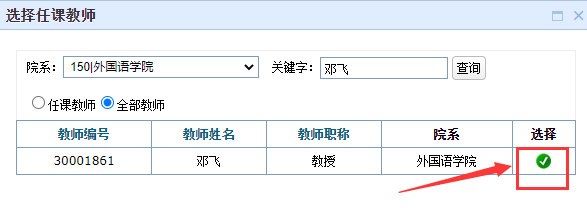 选择任课教师
院系: 150|外国语学院 关键字: 邓飞 查询
任课教师 全部教师
教师编号 教师姓名 教师职称 院系 选择
30001861 邓飞 教授 外国语学院